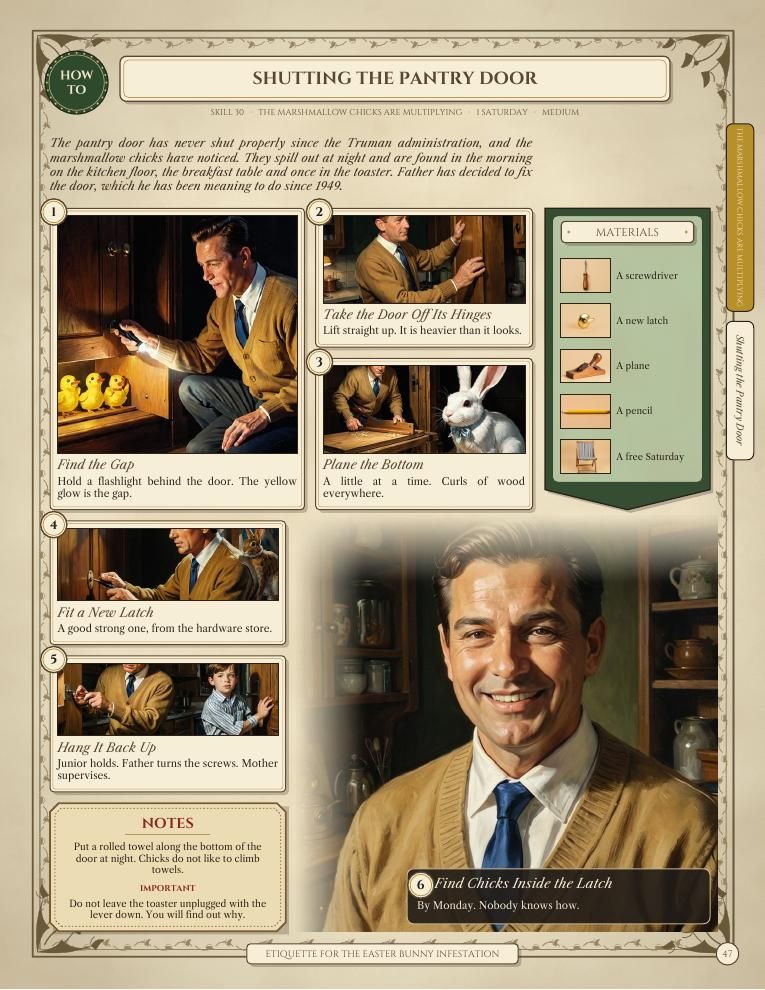 HOW
TO
SHUTTING THE PANTRY DOOR
SKILL 30 · THE MARSHMALLOW CHICKS ARE MULTIPLYING · 1 SATURDAY · MEDIUM
The pantry door has never shut properly since the Truman administration, and the
marshmallow chicks have noticed. They spill out at night and are found in the morning
on the kitchen floor, the breakfast table and once in the toaster. Father has decided to fix
the door, which he has been meaning to do since 1949.
1
Find the Gap
Hold a flashlight behind the door. The yellow
glow is the gap.
2
Take the Door Off Its Hinges
Lift straight up. It is heavier than it looks.
3
Plane the Bottom
A little at a time. Curls of wood
everywhere.
MATERIALS
A screwdriver
A new latch
A plane
A pencil
A free Saturday
THE MARSHMALLOW CHICKS ARE MULTIPLYING
Shutting the Pantry Door
4
Fit a New Latch
A good strong one, from the hardware store.
5
Hang It Back Up
Junior holds. Father turns the screws. Mother
supervises.
NOTES
Put a rolled towel along the bottom of the
door at night. Chicks do not like to climb
towels.
IMPORTANT
Do not leave the toaster unplugged with the
lever down. You will find out why.
6
Find Chicks Inside the Latch
By Monday. Nobody knows how.
ETIQUETTE FOR THE EASTER BUNNY INFESTATION
47